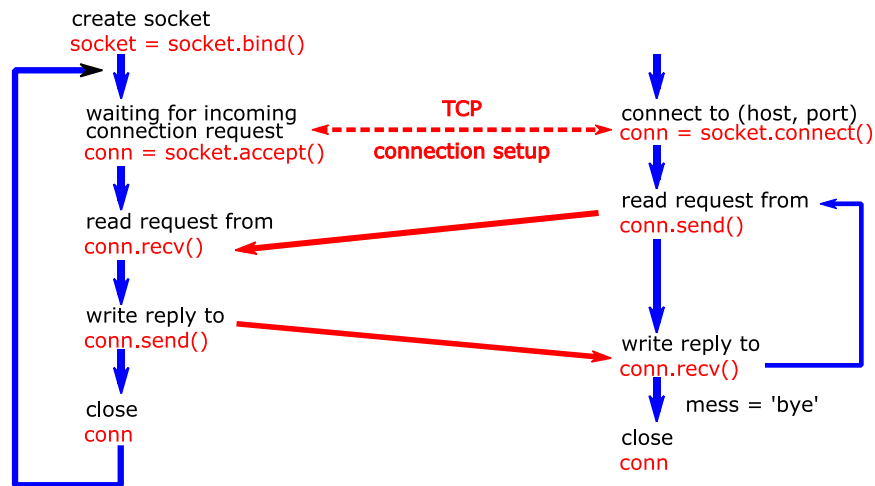 create socket
socket = socket.bind()
waiting for incoming
connection request
conn = socket.accept()
TCP
connection setup
connect to (host, port)
conn = socket.connect()
read request from
conn.recv()
read request from
conn.send()
write reply to
conn.send()
write reply to
conn.recv()
mess = 'bye'
close
conn
close
conn